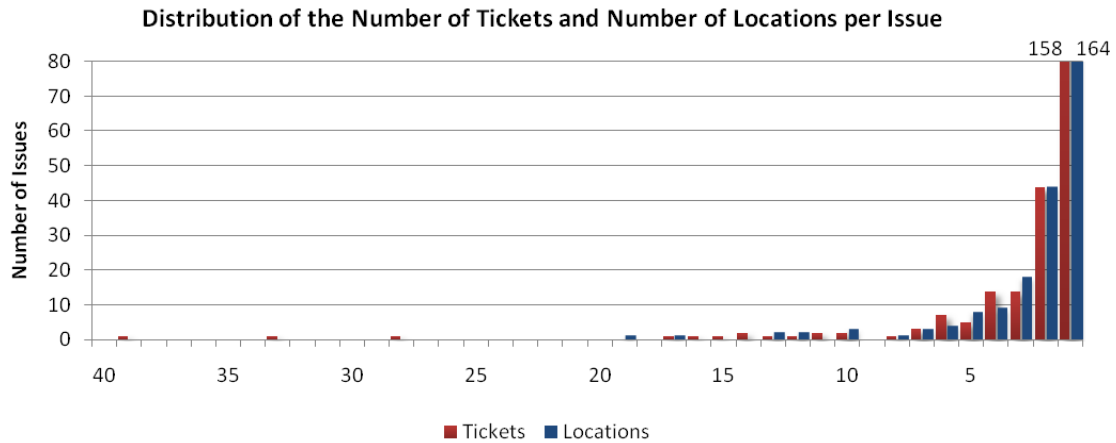 Distribution of the Number of Tickets and Number of Locations per Issue
158 164
80
70
60
50
40
30
20
10
0
Number of Issues
40 35 30 25 20 15 10 5
Tickets Locations